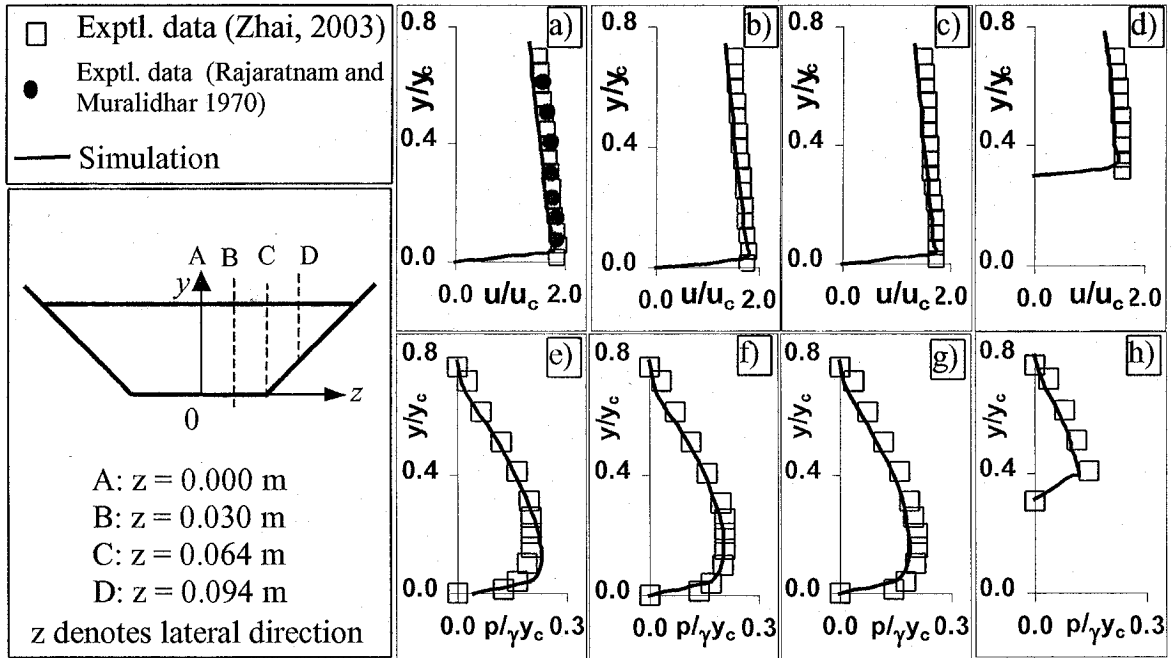 Exptl. data (Zhai, 2003)
Exptl. data (Rajaratnam and
Muralidhar 1970)
Simulation
A
B
C
D
y
z
0
A: z = 0.000 m
B: z = 0.030 m
C: z = 0.064 m
D: z = 0.094 m
z denotes lateral direction
a)
0.8
y/yc
0.4
0.0
0.0 u/uc 2.0
b)
0.8
y/yc
0.4
0.0
0.0 u/uc 2.0
c)
0.8
y/yc
0.4
0.0
0.0 u/uc 2.0
d)
0.8
y/yc
0.4
0.0
0.0 u/uc 2.0
e)
0.8
y/yc
0.4
0.0
0.0 p/γyc 0.3
f)
0.8
y/yc
0.4
0.0
0.0 p/γyc 0.3
g)
0.8
y/yc
0.4
0.0
0.0 p/γyc 0.3
h)
0.8
y/yc
0.4
0.0
0.0 p/γyc 0.3